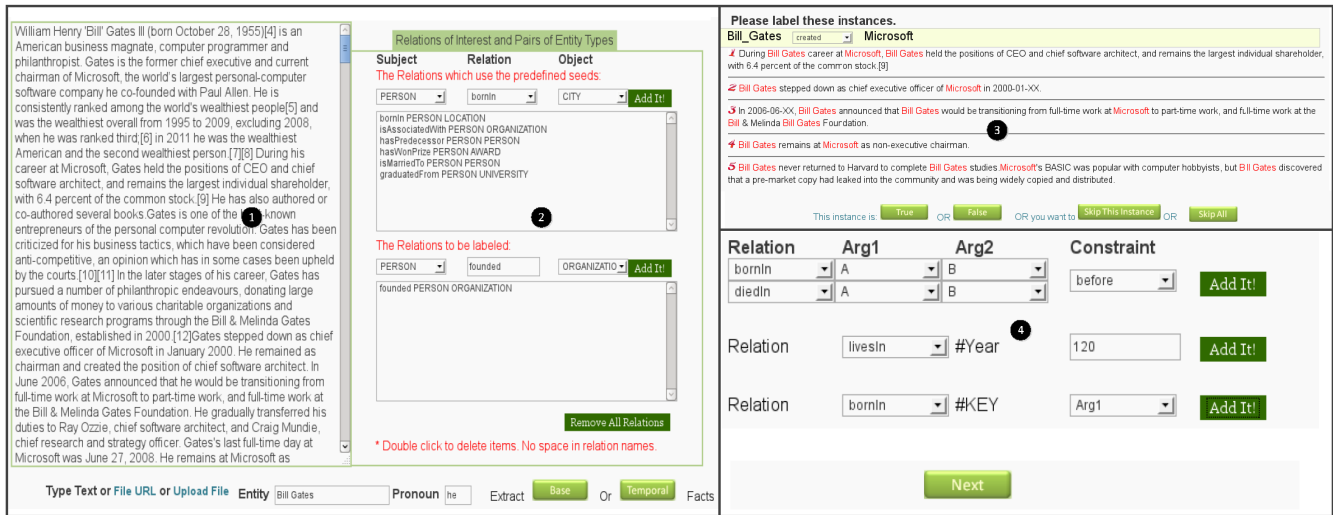 William Henry 'Bill' Gates III (born October 28, 1955)[4] is an
American business magnate, computer programmer and
philanthropist. Gates is the former chief executive and current
chairman of Microsoft, the world's largest personal-computer
software company he co-founded with Paul Allen. He is
consistently ranked among the world's wealthiest people[5] and
was the wealthiest overall from 1995 to 2009, excluding 2008,
when he was ranked third;[6] in 2011 he was the wealthiest
American and the second wealthiest person.[7][8] During his
career at Microsoft, Gates held the positions of CEO and chief
software architect, and remains the largest individual shareholder,
with 6.4 percent of the common stock.[9] He has also authored or
co-authored several books.Gates is one of the -known
entrepreneurs of the personal computer revolution. Gates has been
criticized for his business tactics, which have been considered
anti-competitive, an opinion which has in some cases been upheld
by the courts.[10][11] In the later stages of his career, Gates has
pursued a number of philanthropic endeavours, donating large
amounts of money to various charitable organizations and
scientific research programs through the Bill & Melinda Gates
Foundation, established in 2000.[12]Gates stepped down as chief
executive officer of Microsoft in January 2000. He remained as
chairman and created the position of chief software architect. In
June 2006, Gates announced that he would be transitioning from
full-time work at Microsoft to part-time work, and full-time work at
the Bill & Melinda Gates Foundation. He gradually transferred his
duties to Ray Ozzie, chief software architect, and Craig Mundie,
chief research and strategy officer. Gates's last full-time day at
Microsoft was June 27, 2008. He remains at Microsoft as
1
Relations of Interest and Pairs of Entity Types
Subject Relation Object
The Relations which use the predefined seeds:
PERSON bornIn CITY Add It!
bornIn PERSON LOCATION
isAssociatedWith PERSON ORGANIZATION
hasPredecessor PERSON PERSON
hasWonPrize PERSON AWARD
isMarriedTo PERSON PERSON
graduatedFrom PERSON UNIVERSITY
2
The Relations to be labeled:
PERSON founded ORGANIZATIO Add It!
founded PERSON ORGANIZATION
Remove All Relations
* Double click to delete items. No space in relation names.
Type Text or File URL or Upload File Entity Bill Gates Pronoun he Extract Base Or Temporal Facts
Please label these instances.
Bill_Gates created Microsoft
1 During Bill Gates career at Microsoft, Bill Gates held the positions of CEO and chief software architect, and remains the largest individual shareholder,
with 6.4 percent of the common stock.[9]
2 Bill Gates stepped down as chief executive officer of Microsoft in 2000-01-XX.
3 In 2006-06-XX, Bill Gates announced that Bill Gates would be transitioning from full-time work at Microsoft to part-time work, and full-time work at the
Bill & Melinda Bill Gates Foundation.
3
4 Bill Gates remains at Microsoft as non-executive chairman.
5 Bill Gates never returned to Harvard to complete Bill Gates studies.Microsoft's BASIC was popular with computer hobbyists, but Bill Gates discovered
that a pre-market copy had leaked into the community and was being widely copied and distributed.
This instance is: True OR False OR you want to Skip This Instance OR Skip All
Relation Arg1 Arg2 Constraint
bornIn A B before Add It!
diedIn A B
4
Relation livesIn #Year 120 Add It!
Relation bornIn #KEY Arg1 Add It!
Next